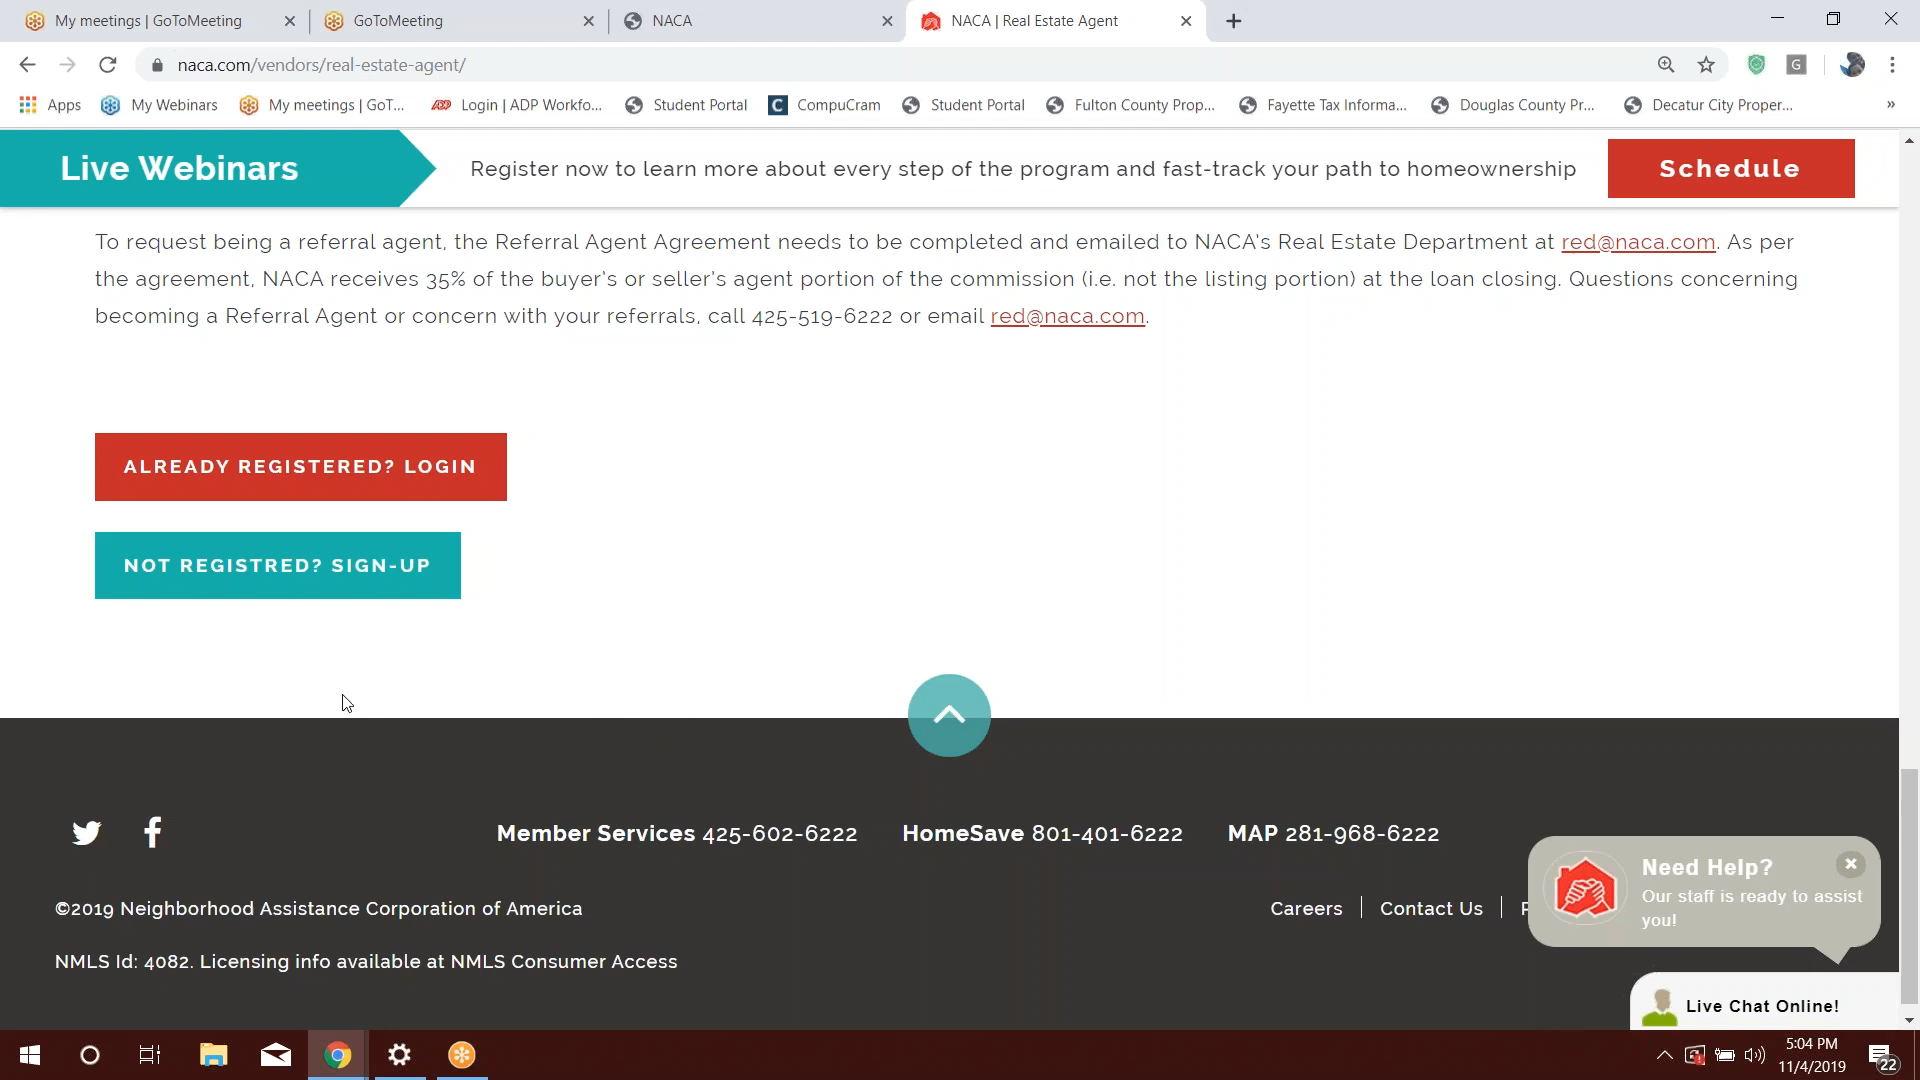 My meetings | GoToMeeting
GoToMeeting
NACA
NACA | Real Estate Agent
naca.com/vendors/real-estate-agent/
G
Apps
My Webinars
My meetings | GoT...
ADP
Login | ADP Workfo...
Student Portal
C
CompuCram
Student Portal
Fulton County Prop...
Fayette Tax Informa...
Douglas County Pr...
Decatur City Proper...
»
Live Webinars
Register now to learn more about every step of the program and fast-track your path to homeownership
Schedule
To request being a referral agent, the Referral Agent Agreement needs to be completed and emailed to NACA's Real Estate Department at red@naca.com. As per
the agreement, NACA receives 35% of the buyer's or seller's agent portion of the commission (i.e. not the listing portion) at the loan closing. Questions concerning
becoming a Referral Agent or concern with your referrals, call 425-519-6222 or email red@naca.com.
ALREADY REGISTERED? LOGIN
NOT REGISTRED? SIGN-UP
Member Services 425-602-6222
HomeSave 801-401-6222
MAP 281-968-6222
Need Help?
Our staff is ready to assist
you!
©2019 Neighborhood Assistance Corporation of America
Careers
Contact Us
NMLS Id: 4082. Licensing info available at NMLS Consumer Access
Live Chat Online!
5:04 PM
11/4/2019
22